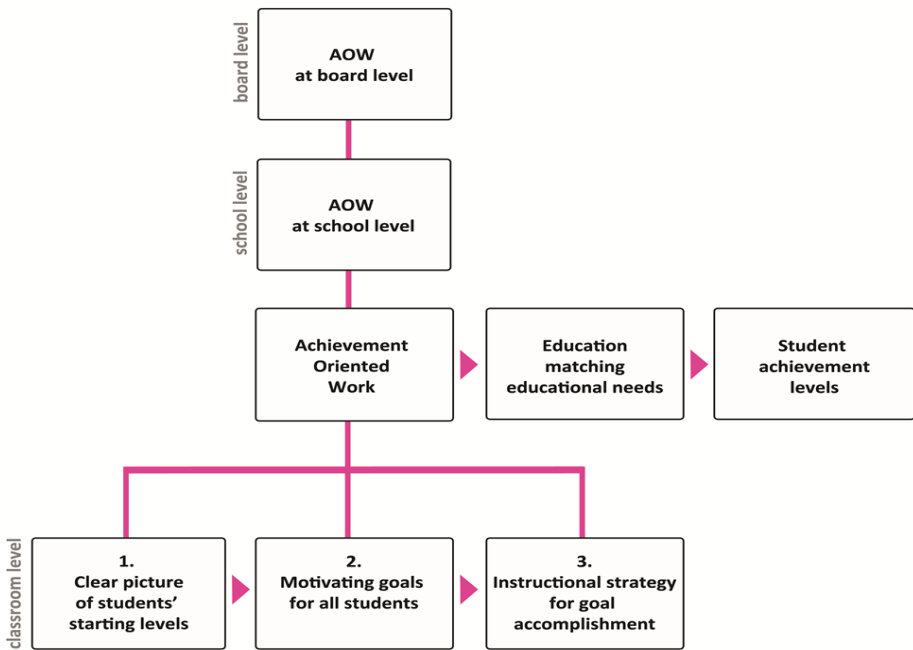 board level
AOW
at board level
school level
AOW
at school level
Achievement
Oriented
Work
Education
matching
educational needs
Student
achievement
levels
classroom level
1.
Clear picture
of students’
starting levels
2.
Motivating goals
for all students
3.
Instructional strategy
for goal
accomplishment